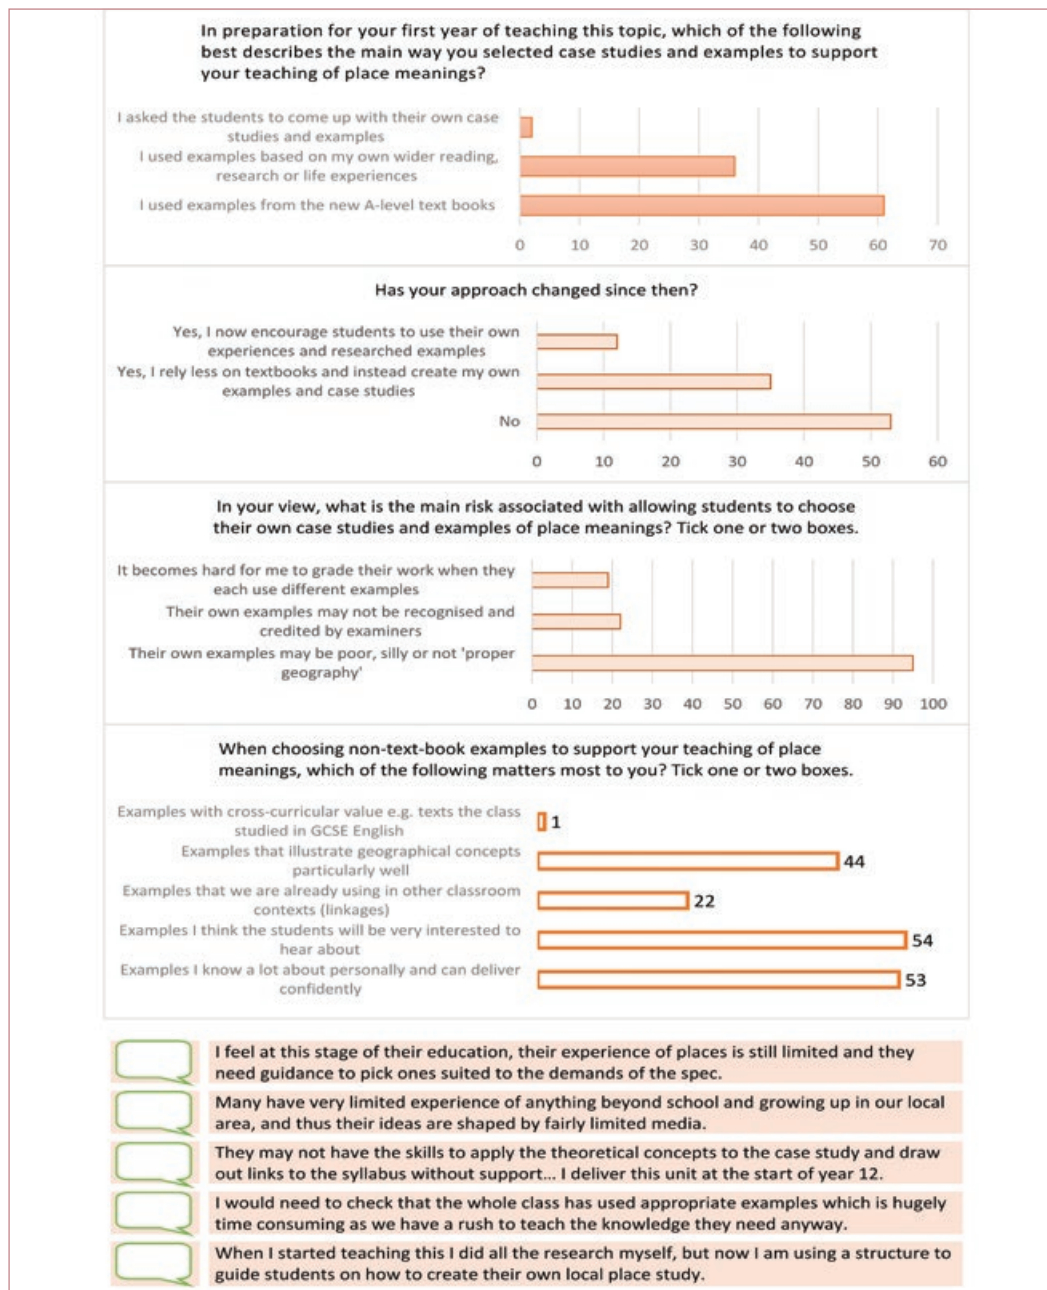 In preparation for your first year of teaching this topic, which of the following
best describes the main way you selected case studies and examples to support
your teaching of place meanings?
I asked the students to come up with their own case
studies and examples
I used examples based on my own wider reading,
research or life experiences
I used examples from the new A-level text books
0 10 20 30 40 50 60 70
Has your approach changed since then?
Yes, I now encourage students to use their own
experiences and researched examples
Yes, I rely less on textbooks and instead create my own
examples and case studies
No
0 10 20 30 40 50 60
In your view, what is the main risk associated with allowing students to choose
their own case studies and examples of place meanings? Tick one or two boxes.
It becomes hard for me to grade their work when they
each use different examples
Their own examples may not be recognised and
credited by examiners
Their own examples may be poor, silly or not 'proper
geography'
0 10 20 30 40 50 60 70 80 90 100
When choosing non-text-book examples to support your teaching of place
meanings, which of the following matters most to you? Tick one or two boxes.
Examples with cross-curricular value e.g. texts the class
studied in GCSE English
1
Examples that illustrate geographical concepts
particularly well
44
Examples that we are already using in other classroom
contexts (linkages)
22
Examples I think the students will be very interested to
hear about
54
Examples I know a lot about personally and can deliver
confidently
53
I feel at this stage of their education, their experience of places is still limited and they
need guidance to pick ones suited to the demands of the spec.
Many have very limited experience of anything beyond school and growing up in our local
area, and thus their ideas are shaped by fairly limited media.
They may not have the skills to apply the theoretical concepts to the case study and draw
out links to the syllabus without support... I deliver this unit at the start of year 12.
I would need to check that the whole class has used appropriate examples which is hugely
time consuming as we have a rush to teach the knowledge they need anyway.
When I started teaching this I did all the research myself, but now I am using a structure to
guide students on how to create their own local place study.